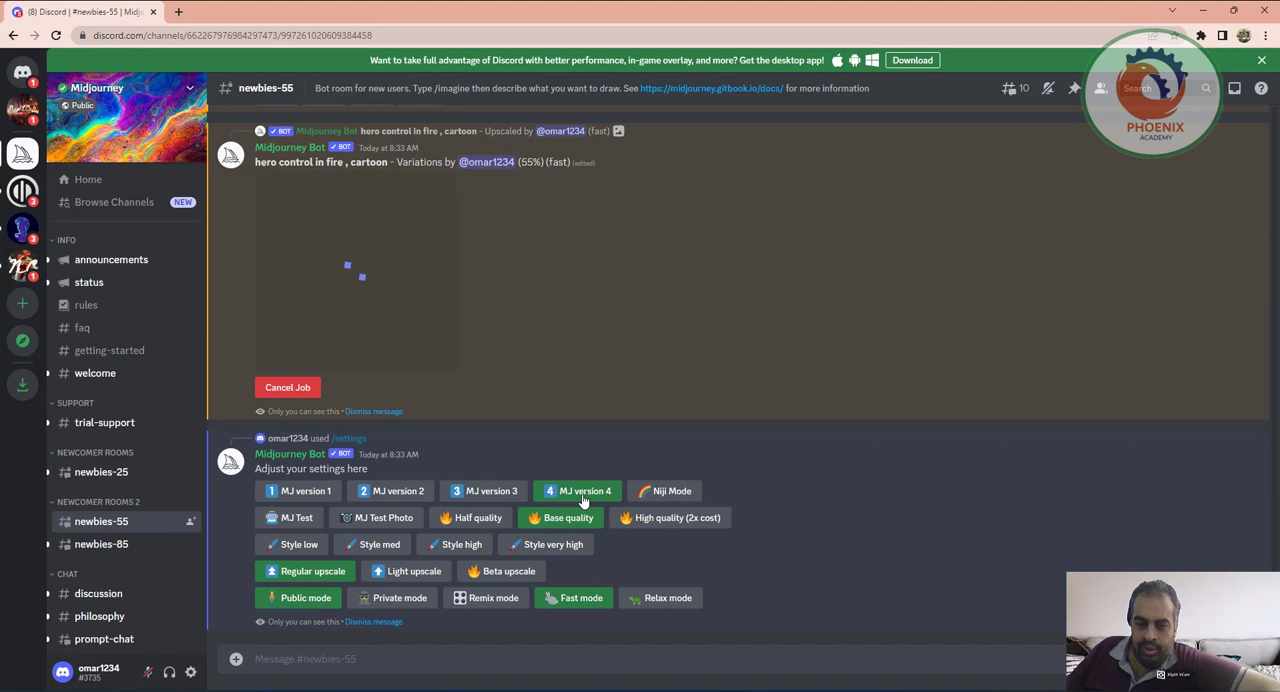 (8) Discord | #newbies-55 | Midj
discord.com/channels/662267976984297473/997261020609384458
Want to take full advantage of Discord with better performance, in-game overlay, and more? Get the desktop app!
Download
Midjourney
Public
newbies-55
Bot room for new users. Type /imagine then describe what you want to draw. See https://midjourney.gitbook.io/docs/ for more information
10
Search
PHOENIX
ACADEMY
Home
Browse Channels
NEW
INFO
announcements
status
rules
faq
getting-started
welcome
SUPPORT
trial-support
NEWCOMER ROOMS
newbies-25
NEWCOMER ROOMS 2
newbies-55
newbies-85
CHAT
discussion
philosophy
prompt-chat
omar1234
#3735
1
1
3
3
1
BOT Midjourney Bot hero control in fire , cartoon - Upscaled by @omar1234 (fast)
Midjourney Bot BOT Today at 8:33 AM
hero control in fire , cartoon - Variations by @omar1234 (55%) (fast) (edited)
Cancel Job
Only you can see this • Dismiss message
omar1234 used /settings
Midjourney Bot BOT Today at 8:33 AM
Adjust your settings here
1 MJ version 1
2 MJ version 2
3 MJ version 3
4 MJ version 4
Niji Mode
MJ Test
MJ Test Photo
Half quality
Base quality
High quality (2x cost)
Style low
Style med
Style high
Style very high
Regular upscale
Light upscale
Beta upscale
Public mode
Private mode
Remix mode
Fast mode
Relax mode
Only you can see this • Dismiss message
Message #newbies-55
XSplit VCam